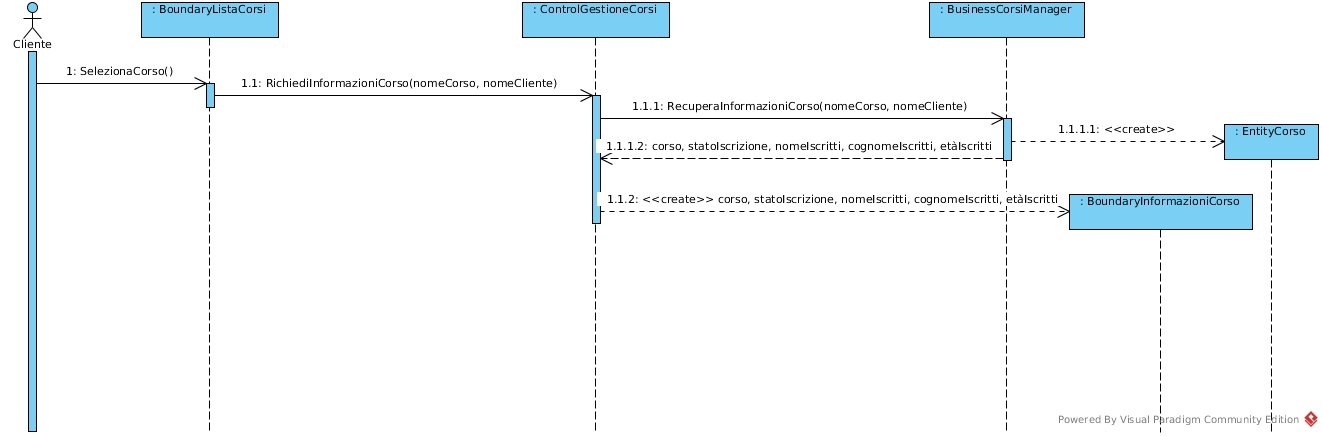 : BoundaryListaCorsi
: ControlGestioneCorsi
: BusinessCorsiManager
Cliente
1: SelezionaCorso()
1.1: RichiediInformazioniCorso(nomeCorso, nomeCliente)
1.1.1: RecuperaInformazioniCorso(nomeCorso, nomeCliente)
1.1.1.1: <<create>>
: EntityCorso
1.1.1.2: corso, statoIscrizione, nomeIscritti, cognomeIscritti, etàIscritti
1.1.2: <<create>> corso, statoIscrizione, nomeIscritti, cognomeIscritti, etàIscritti
: BoundaryInformazioniCorso
Powered By Visual Paradigm Community Edition